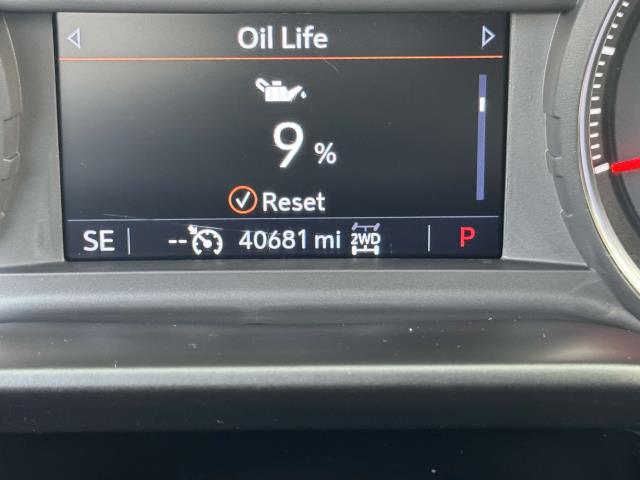 Oil Life
9 %
Reset
SE -- 40681 mi 2WD P